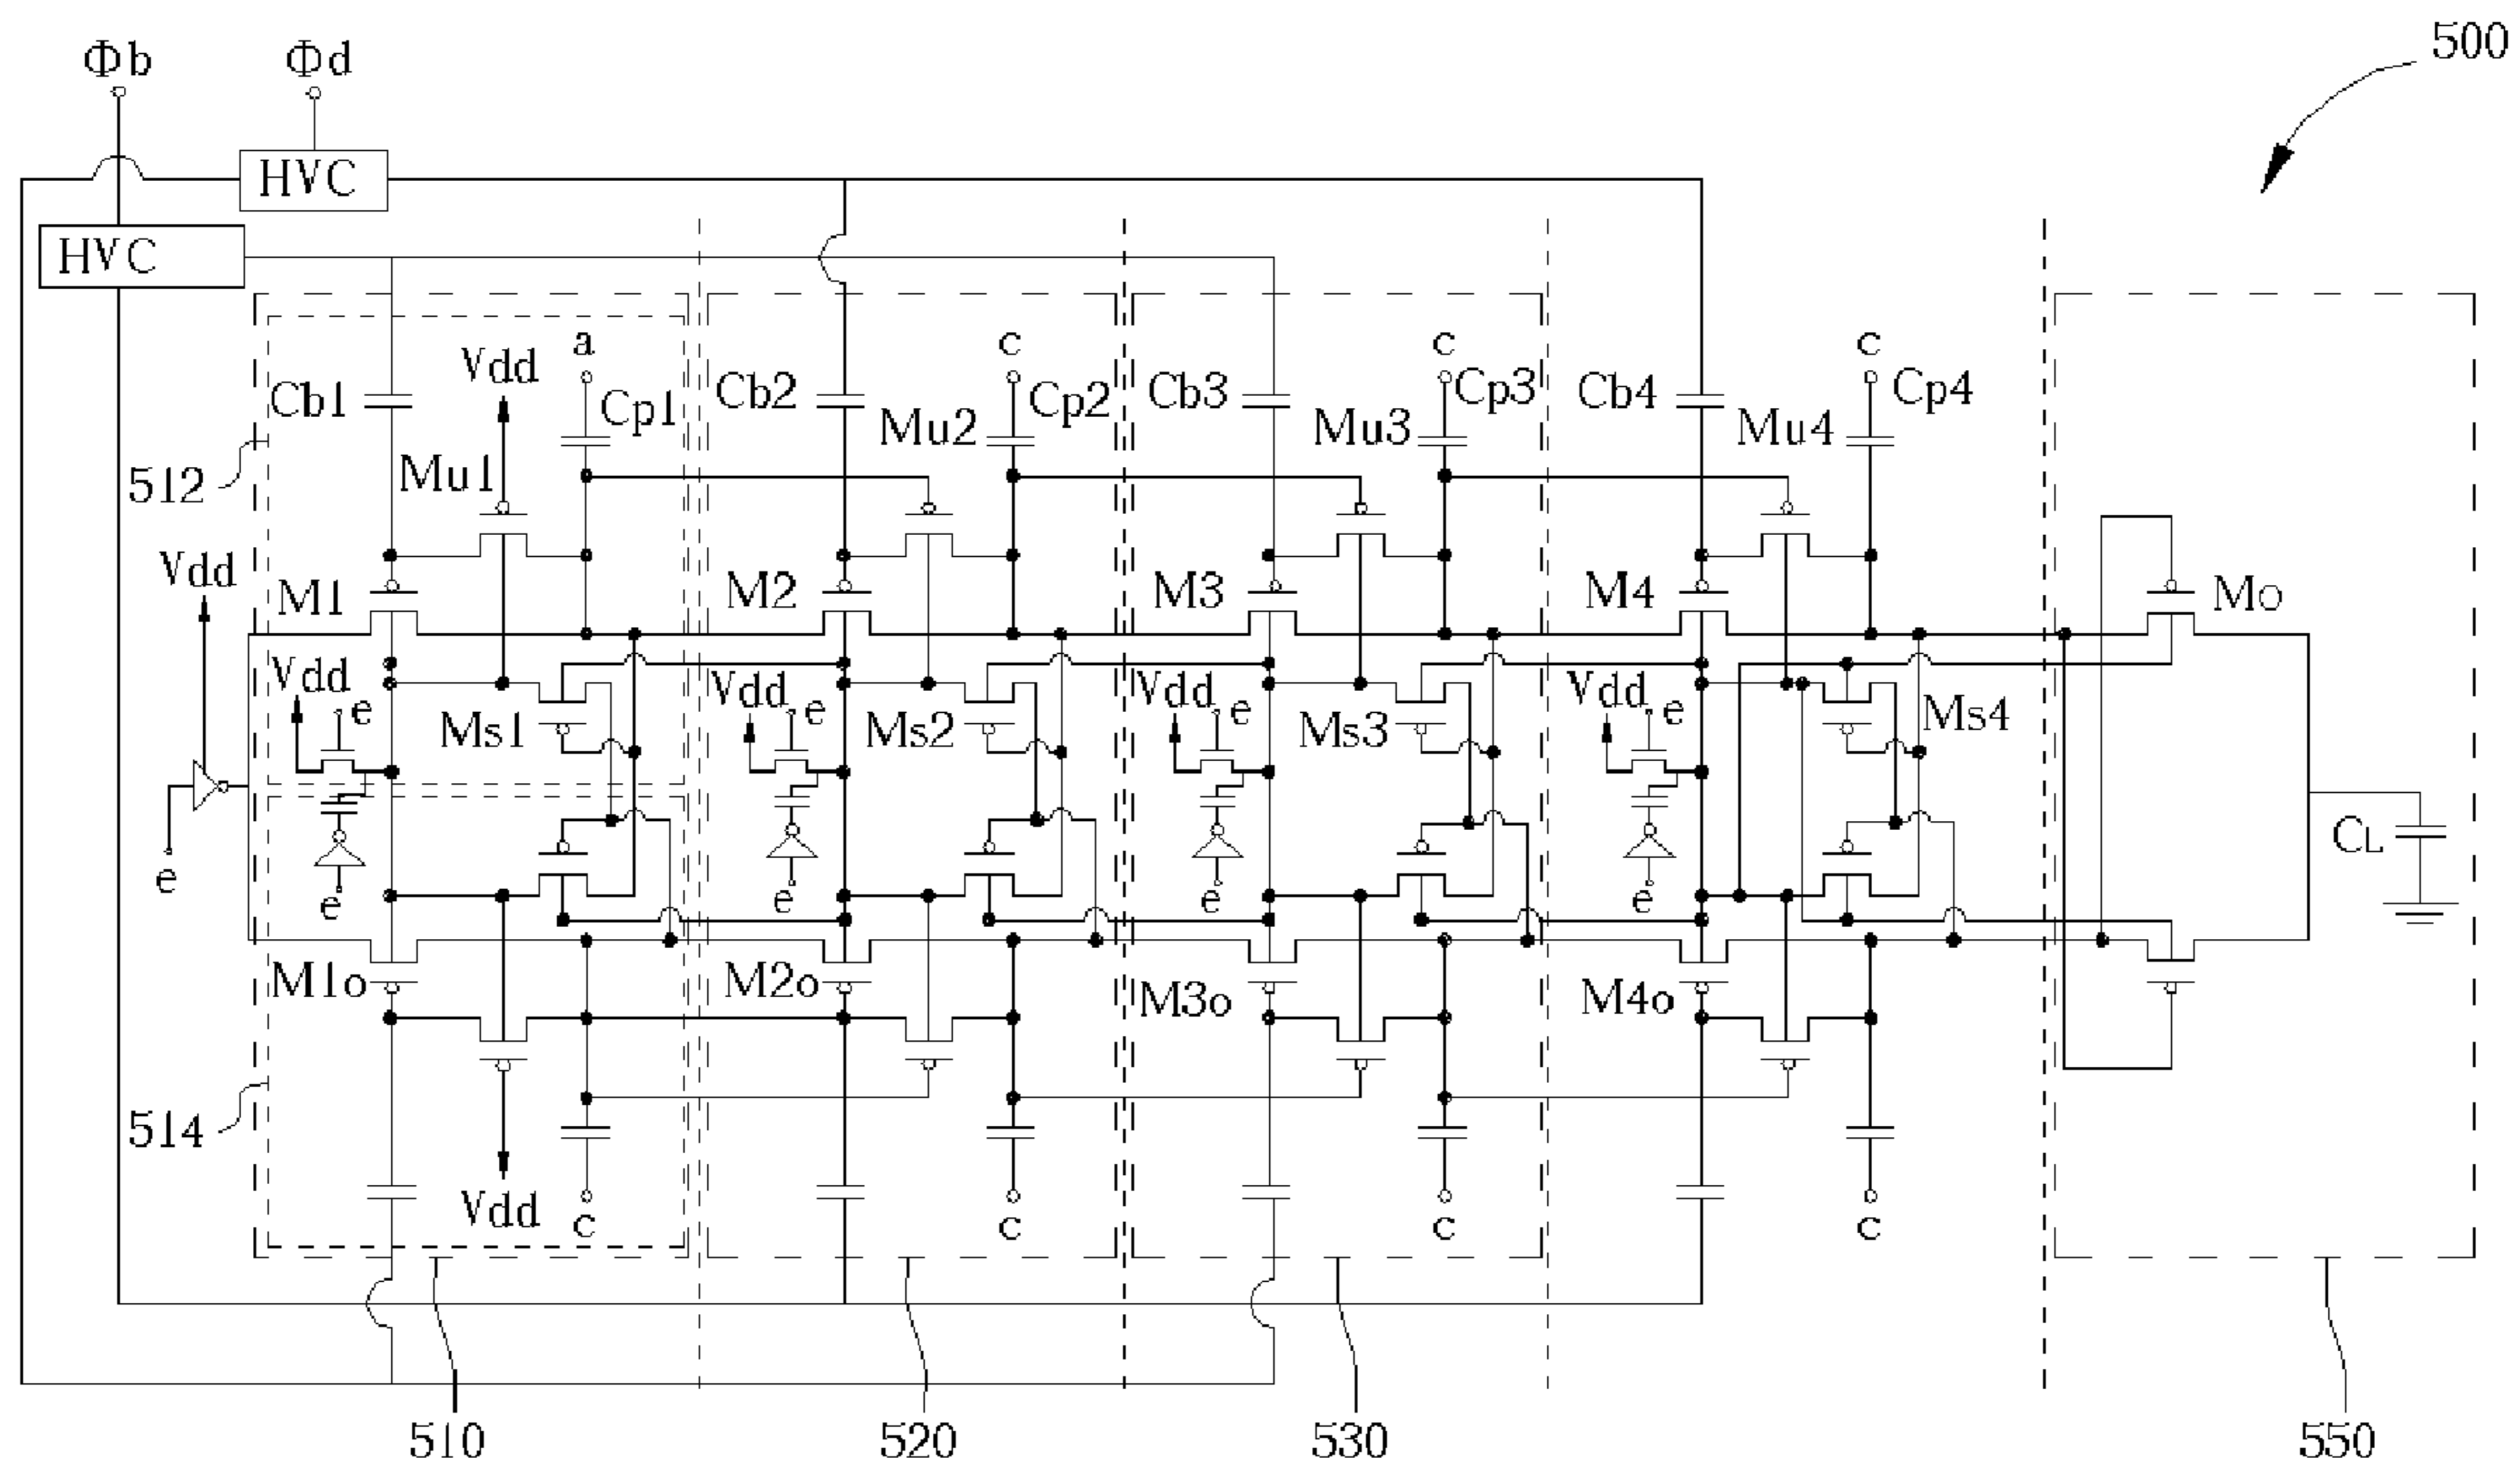 500
Φb
Φd
HVC
HVC
a
c
c
c
Vdd
Cb1
Cp1
Cb2
Cp2
Cb3
Cp3
Cb4
Cp4
Mu1
Mu2
Mu3
Mu4
512
Vdd
M1
M2
M3
M4
Mo
Vdd
e
Ms1
Vdd
e
Ms2
Vdd
e
Ms3
Vdd
e
Ms4
e
e
e
e
e
CL
M1o
M2o
M3o
M4o
514
Vdd
c
c
c
c
510
520
530
550